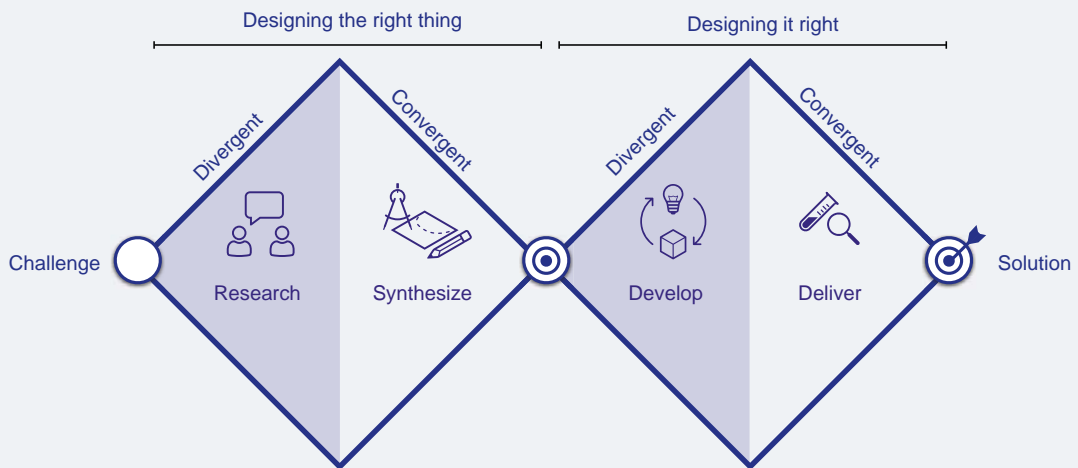 Designing the right thing
Designing it right
Divergent
Convergent
Divergent
Convergent
Challenge
Research
Synthesize
Develop
Deliver
Solution